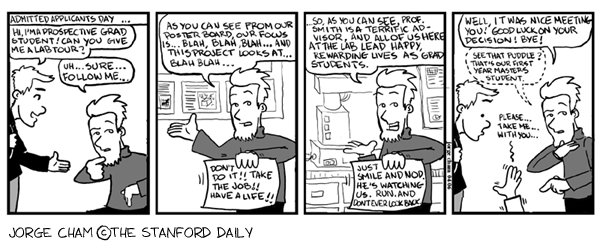 ADMITTED APPLICANTS DAY ...
HI, I'M A PROSPECTIVE GRAD
STUDENT! CAN YOU GIVE
ME A LAB TOUR?
UH...SURE...
FOLLOW ME...
AS YOU CAN SEE FROM OUR
POSTER BOARD, OUR FOCUS
IS... BLAH, BLAH, BLAH... AND
THIS PROJECT LOOKS AT...
BLAH BLAH...
DON'T
DO IT!! TAKE
THE JOB!!
HAVE A LIFE!!
SO, AS YOU CAN SEE, PROF.
SMITH IS A TERRIFIC AD-
VISOR, AND ALL OF US HERE
AT THE LAB LEAD HAPPY,
REWARDING LIVES AS GRAD
STUDENTS.
JUST
SMILE AND NOD,
HE'S WATCHING
US. RUN. AND
DON'T EVER LOOK BACK
WELL, IT WAS NICE MEETING
YOU! GOOD LUCK ON YOUR
DECISION! BYE!
SEE THAT PUDDLE?
THAT'S OUR FIRST
YEAR MASTERS
STUDENT.
PLEASE...
TAKE ME...
WITH YOU...
JORGE CHAM ©THE STANFORD DAILY